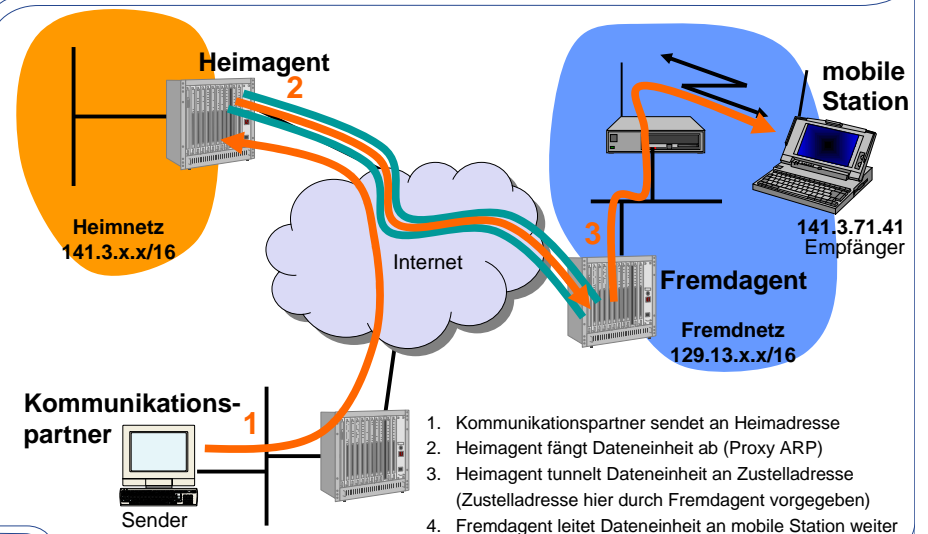 Heimagent
2
mobile
Station
Heimnetz
141.3.x.x/16
Internet
3
141.3.71.41
Empfänger
Fremdagent
Fremdnetz
129.13.x.x/16
Kommunikations-
partner
1
Sender
1. Kommunikationspartner sendet an Heimadresse
2. Heimagent fängt Dateneinheit ab (Proxy ARP)
3. Heimagent tunnelt Dateneinheit an Zustelladresse
(Zustelladresse hier durch Fremdagent vorgegeben)
4. Fremdagent leitet Dateneinheit an mobile Station weiter